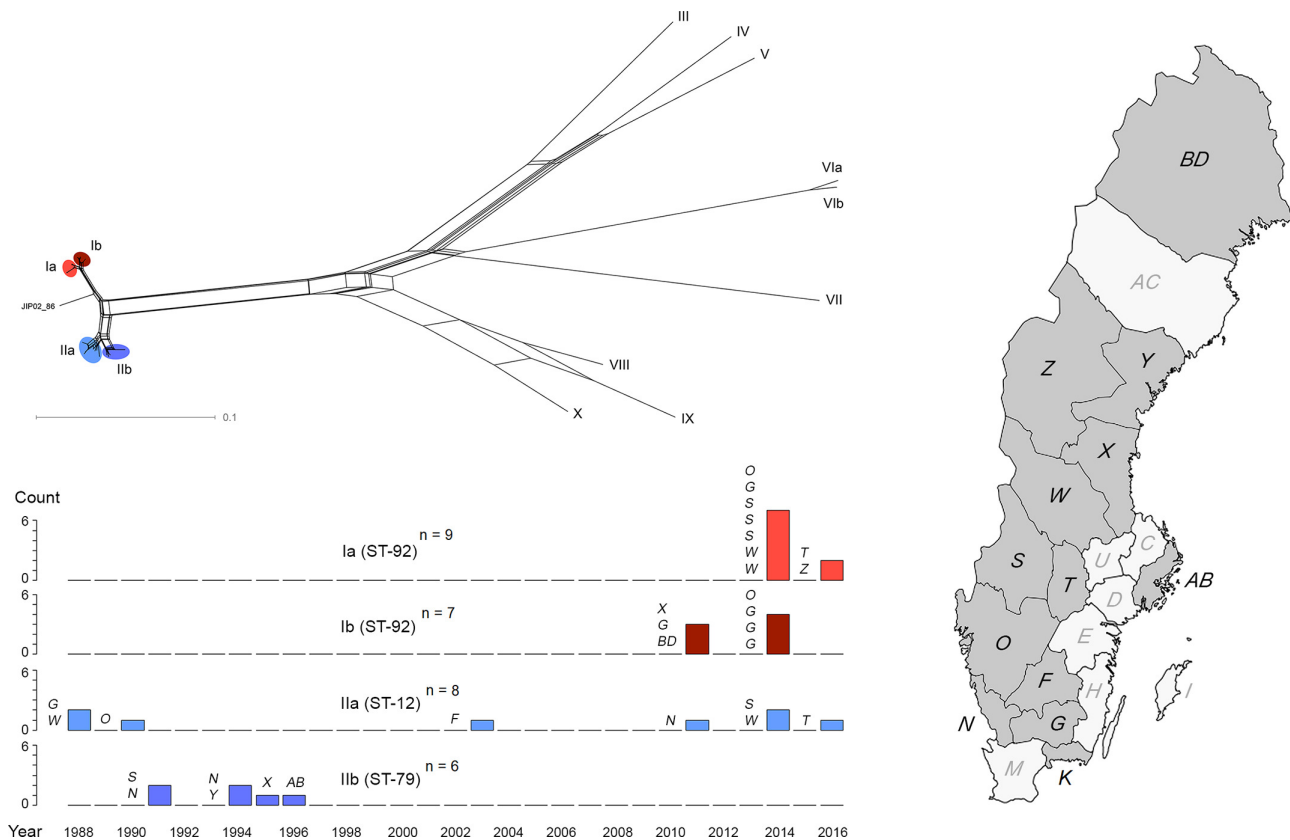 III
IV
V
VIa
VIb
Ib
Ia
JIP02_86
VII
IIa
IIb
VIII
X
IX
0.1
BD
AC
Z
Y
X
W
C
U
S
T
AB
D
E
O
F
H
I
N
G
M
K
Count
6
0
Ia (ST-92)
n = 9
O
G
S
S
S
W
W
T
Z
6
0
Ib (ST-92)
n = 7
X
G
BD
O
G
G
G
6
0
IIa (ST-12)
n = 8
G
W
O
F
N
S
W
T
6
0
IIb (ST-79)
n = 6
S
N
N
Y
X
AB
Year 1988 1990 1992 1994 1996 1998 2000 2002 2004 2006 2008 2010 2012 2014 2016